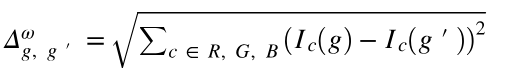 Δ^ω_{g, g ′} = √(∑_{c ∈ R, G, B} (I_c(g) − I_c(g ′))^2)